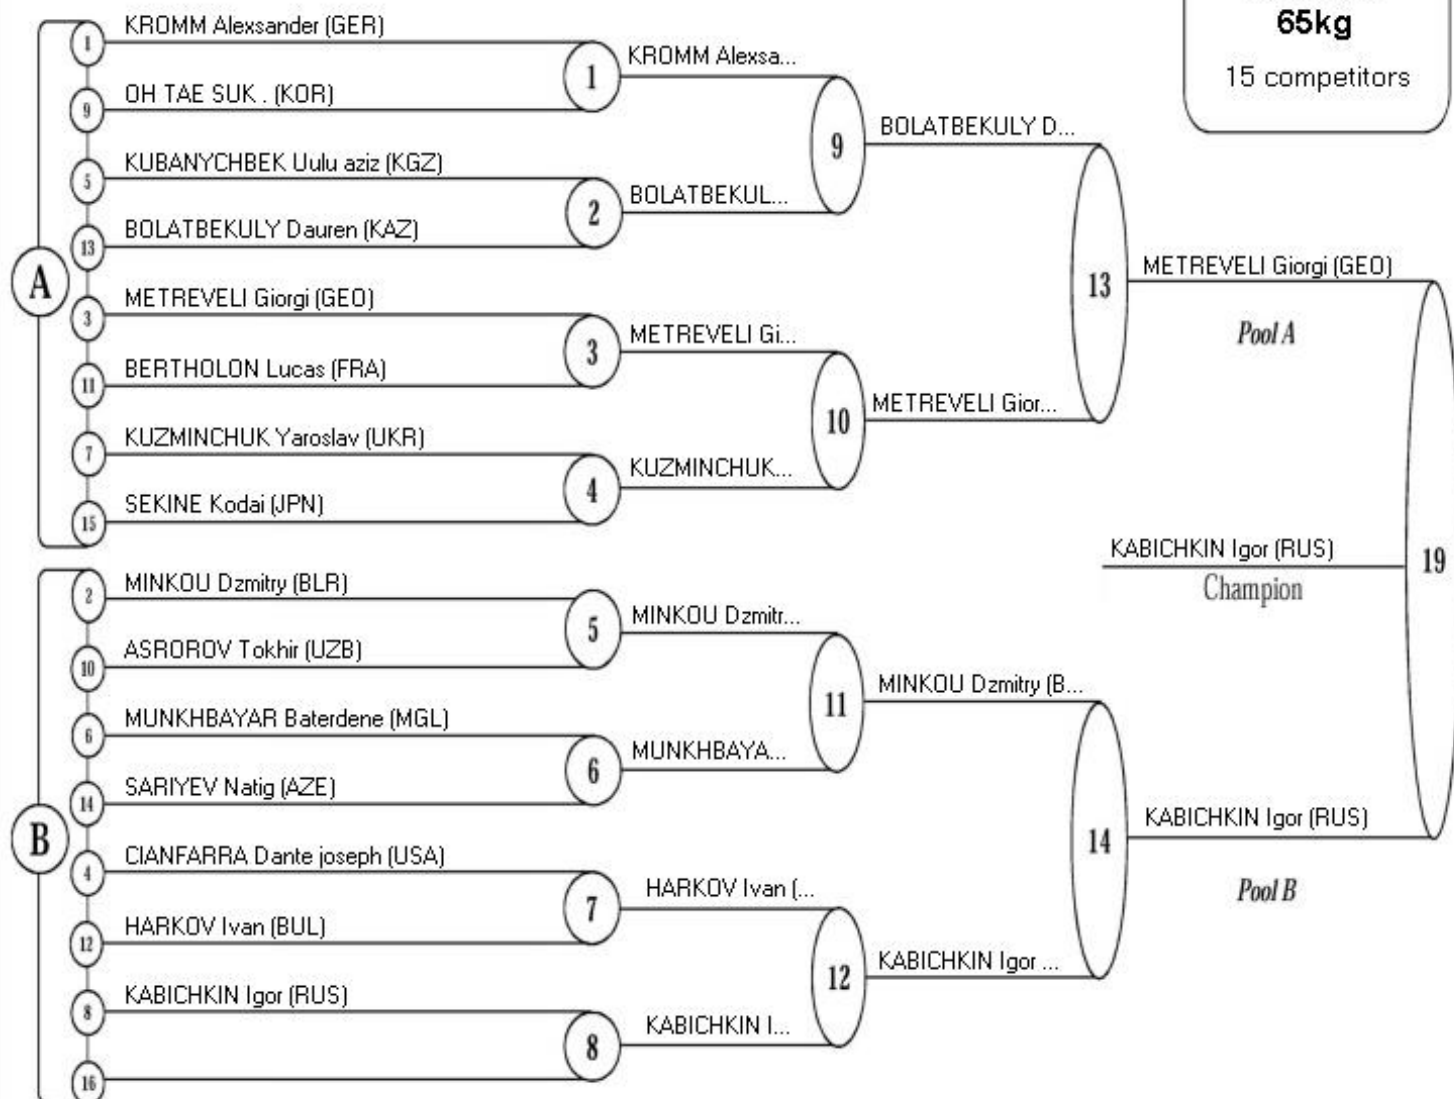 65kg
15 competitors
A
1 KROMM Alexsander (GER)
9 OH TAE SUK . (KOR)
5 KUBANYCHBEK Uulu aziz (KGZ)
13 BOLATBEKULY Dauren (KAZ)
3 METREVELI Giorgi (GEO)
11 BERTHOLON Lucas (FRA)
7 KUZMINCHUK Yaroslav (UKR)
15 SEKINE Kodai (JPN)
B
2 MINKOU Dzmitry (BLR)
10 ASROROV Tokhir (UZB)
6 MUNKHBAYAR Baterdene (MGL)
14 SARIYEV Natig (AZE)
4 CIANFARRA Dante joseph (USA)
12 HARKOV Ivan (BUL)
8 KABICHKIN Igor (RUS)
16
1 KROMM Alexsa...
2 BOLATBEKUL...
3 METREVELI Gi...
4 KUZMINCHUK...
5 MINKOU Dzmitr...
6 MUNKHBAYA...
7 HARKOV Ivan (...
8 KABICHKIN I...
9 BOLATBEKULY D...
10 METREVELI Gior...
11 MINKOU Dzmitry (B...
12 KABICHKIN Igor ...
13 METREVELI Giorgi (GEO)
Pool A
14 KABICHKIN Igor (RUS)
Pool B
19 KABICHKIN Igor (RUS)
Champion